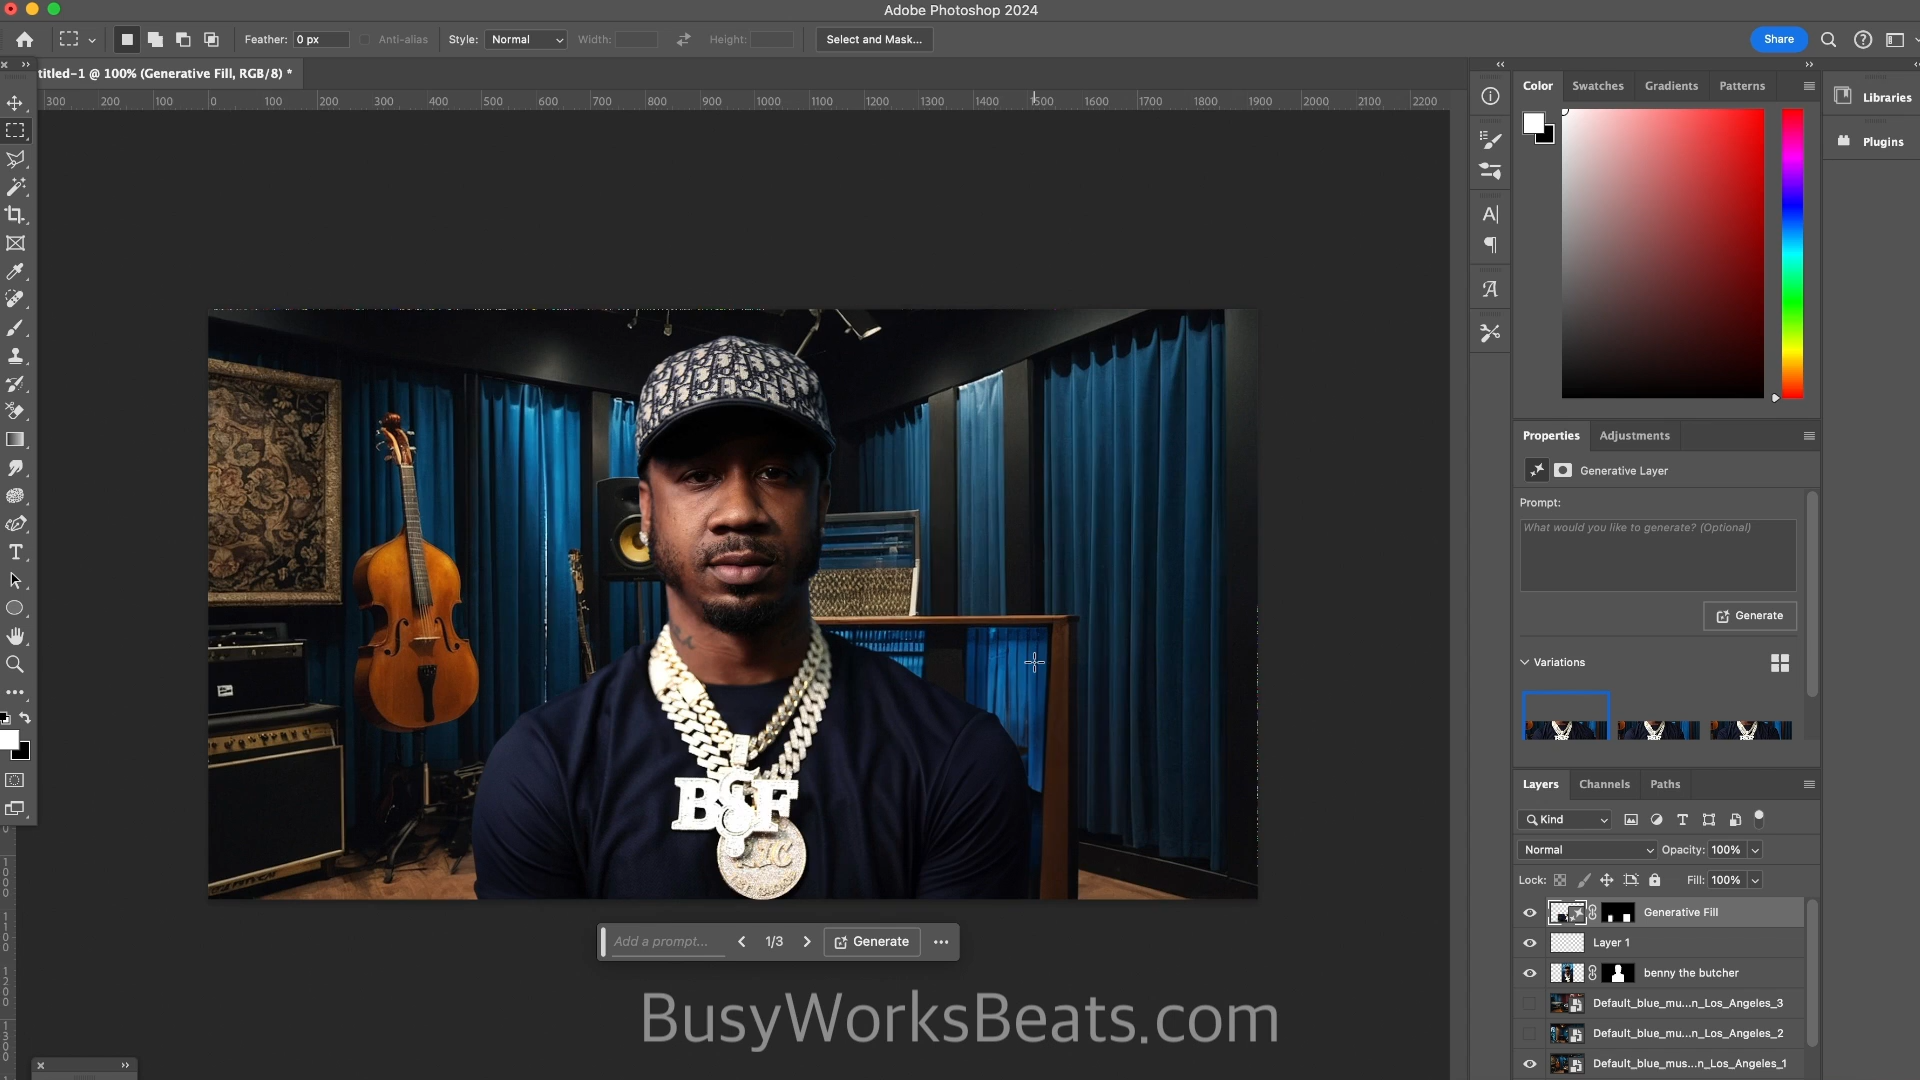 Adobe Photoshop 2024
Feather: 0 px Anti-alias Style: Normal Width: Height: Select and Mask... Share
titled-1 @ 100% (Generative Fill, RGB/8) *
300 200 100 0 100 200 300 400 500 600 700 800 900 1000 1100 1200 1300 1400 1500 1600 1700 1800 1900 2000 2100 2200
Color Swatches Gradients Patterns
Libraries
Plugins
Properties Adjustments
Generative Layer
Prompt:
What would you like to generate? (Optional)
Generate
Variations
BSF
Layers Channels Paths
Kind
Normal Opacity: 100%
Lock: Fill: 100%
Generative Fill
Layer 1
benny the butcher
Default_blue_mu...n_Los_Angeles_3
Default_blue_mu...n_Los_Angeles_2
Default_blue_mus...n_Los_Angeles_1
Add a prompt... 1/3 Generate
BusyWorksBeats.com